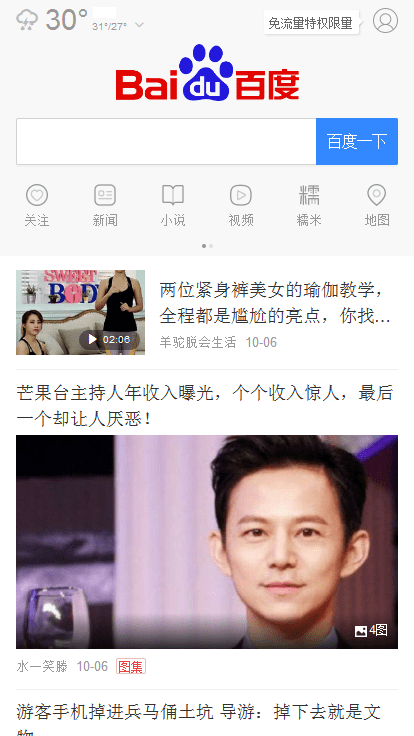 30°
31°/27°
免流量特权限量
Bai du 百度
百度一下
关注
新闻
小说
视频
糯
糯米
地图
SWEET
BODY
02:06
两位紧身裤美女的瑜伽教学，
全程都是尴尬的亮点，你找...
羊驼脱会生活 10-06
芒果台主持人年收入曝光，个个收入惊人，最后
一个却让人厌恶！
4图
水一笑滕 10-06 图集
游客手机掉进兵马俑土坑 导游：掉下去就是文
物